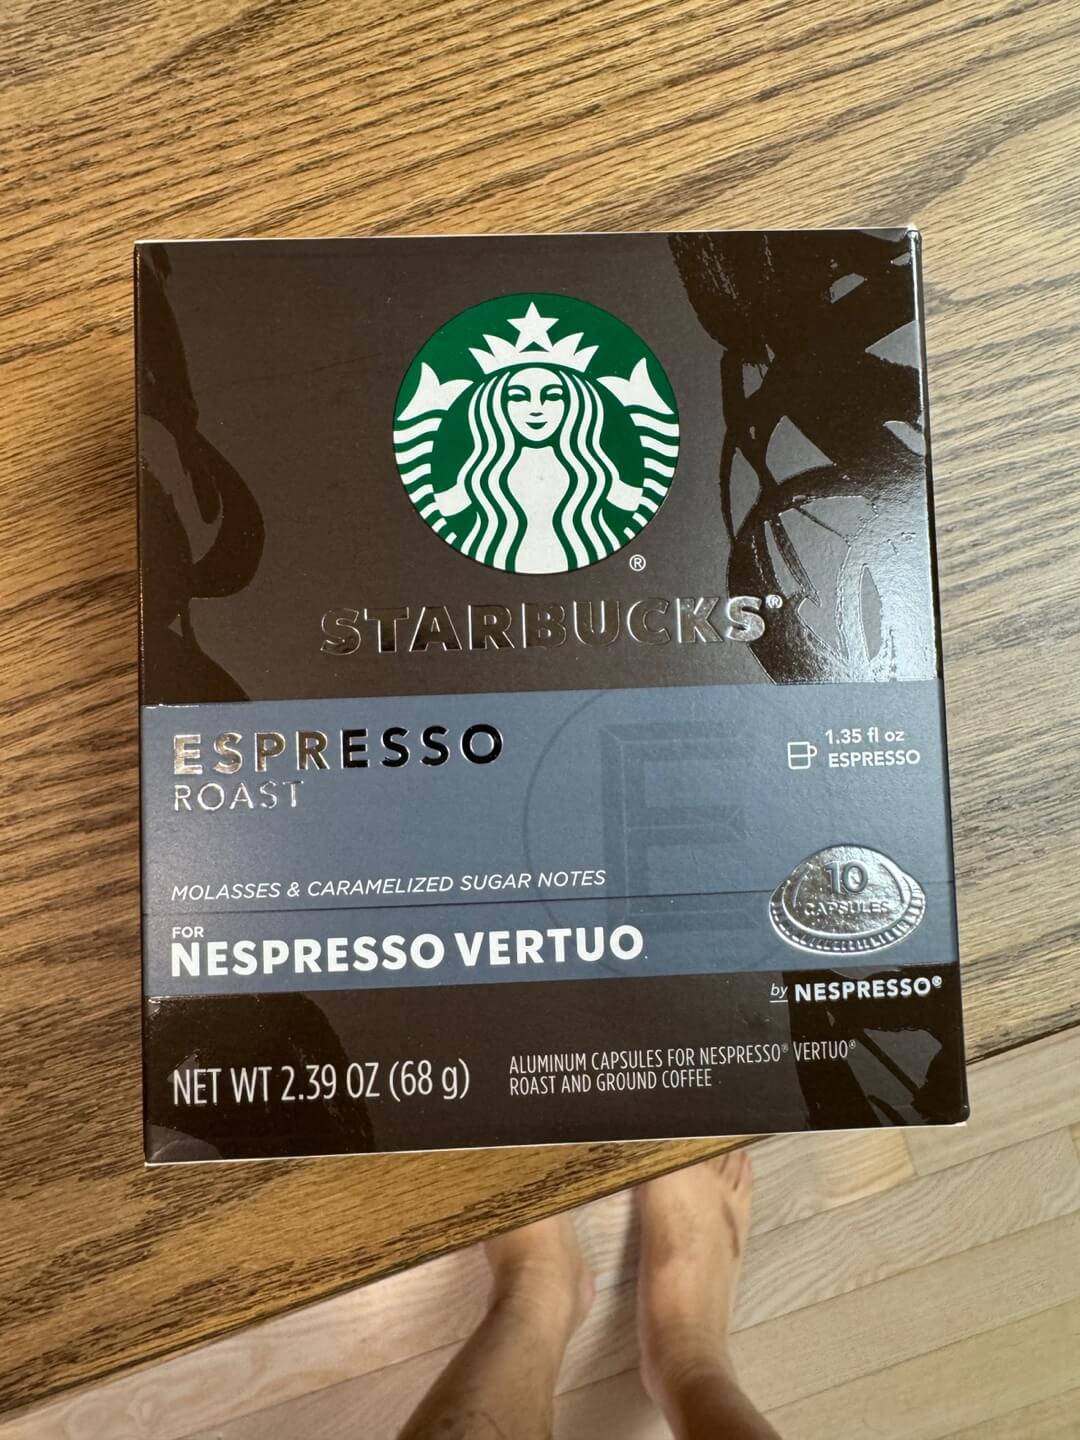 ®
STARBUCKS®
ESPRESSO
ROAST
1.35 fl oz
ESPRESSO
MOLASSES & CARAMELIZED SUGAR NOTES
10
CAPSULES
FOR
NESPRESSO VERTUO
by NESPRESSO®
NET WT 2.39 OZ (68 g)
ALUMINUM CAPSULES FOR NESPRESSO® VERTUO®
ROAST AND GROUND COFFEE
E